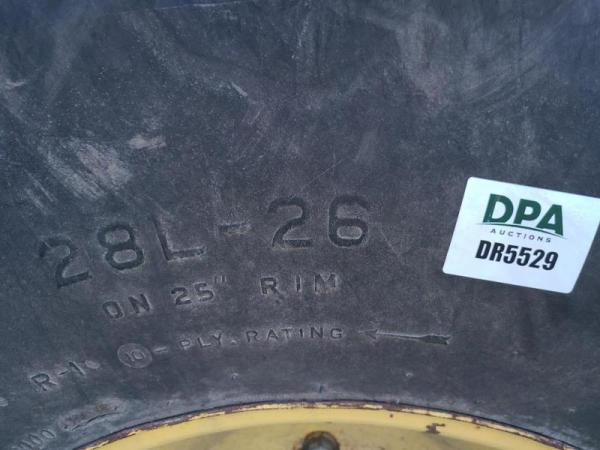 28L-26
ON 25" RIM
R-1 10-PLY RATING
DPA
AUCTIONS
DR5529